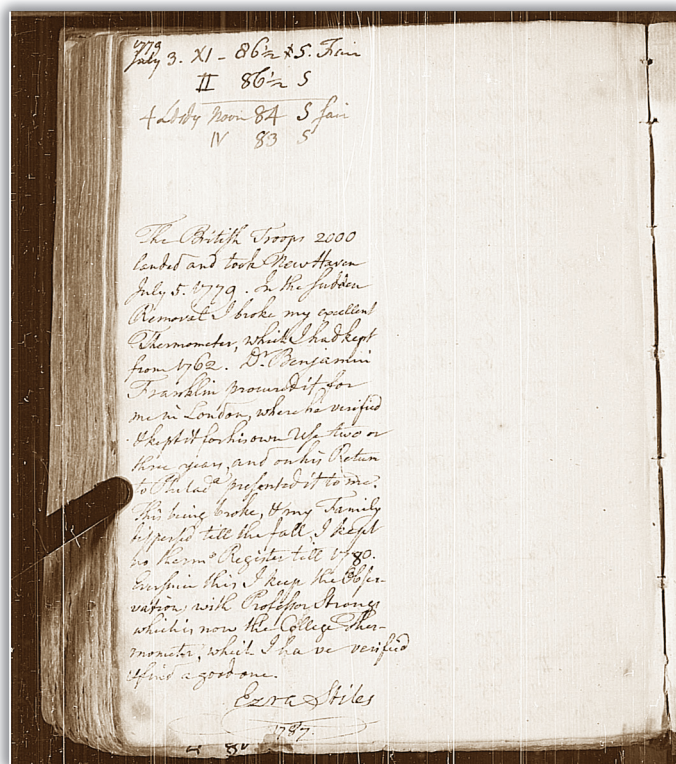 1779
July 3. XI - 86½ S. Fair
II 86½ S
4 Ldsdy Noon 84 S fair
IV 83 S
The British Troops 2000
landed and took New Haven
July 5. 1779. In the sudden
Removal I broke my excellent
Thermometer, which I had kept
from 1762. Dr. Benjamin
Franklin procured it for
me in London, where he verified
& kept it for his own Use two or
three years, and on his Return
to Philada presented it to me.
This being broke, & my Family
dispersed till the fall, I kept
no Thermr Register till 1780.
Ever since this I keep the Obser-
vations with Professor Strongs
which is now the College Ther-
mometer, which I have verified
& find a good one.
Ezra Stiles
1787.